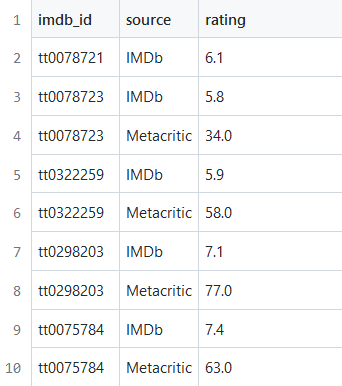 1 imdb_id source rating
2 tt0078721 IMDb 6.1
3 tt0078723 IMDb 5.8
4 tt0078723 Metacritic 34.0
5 tt0322259 IMDb 5.9
6 tt0322259 Metacritic 58.0
7 tt0298203 IMDb 7.1
8 tt0298203 Metacritic 77.0
9 tt0075784 IMDb 7.4
10 tt0075784 Metacritic 63.0